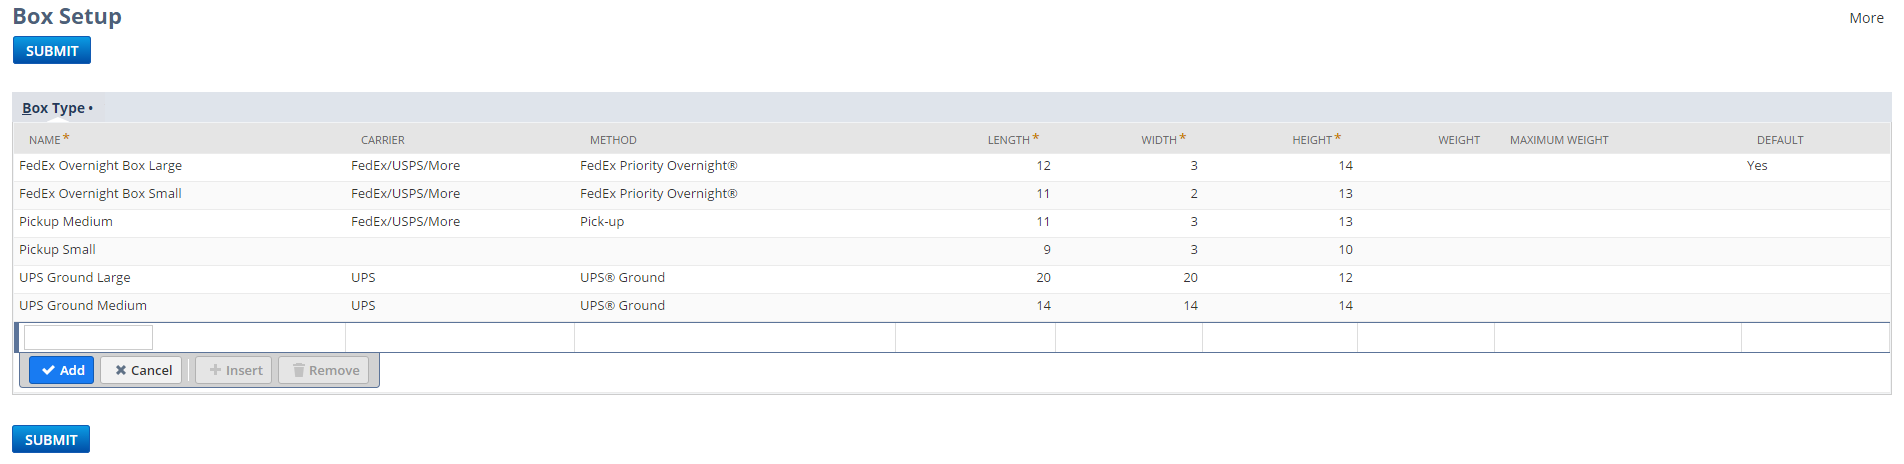 Box Setup
More
SUBMIT
Box Type •
NAME * CARRIER METHOD LENGTH * WIDTH * HEIGHT * WEIGHT MAXIMUM WEIGHT DEFAULT
FedEx Overnight Box Large FedEx/USPS/More FedEx Priority Overnight® 12 3 14 Yes
FedEx Overnight Box Small FedEx/USPS/More FedEx Priority Overnight® 11 2 13
Pickup Medium FedEx/USPS/More Pick-up 11 3 13
Pickup Small 9 3 10
UPS Ground Large UPS UPS® Ground 20 20 12
UPS Ground Medium UPS UPS® Ground 14 14 14
Add Cancel Insert Remove
SUBMIT